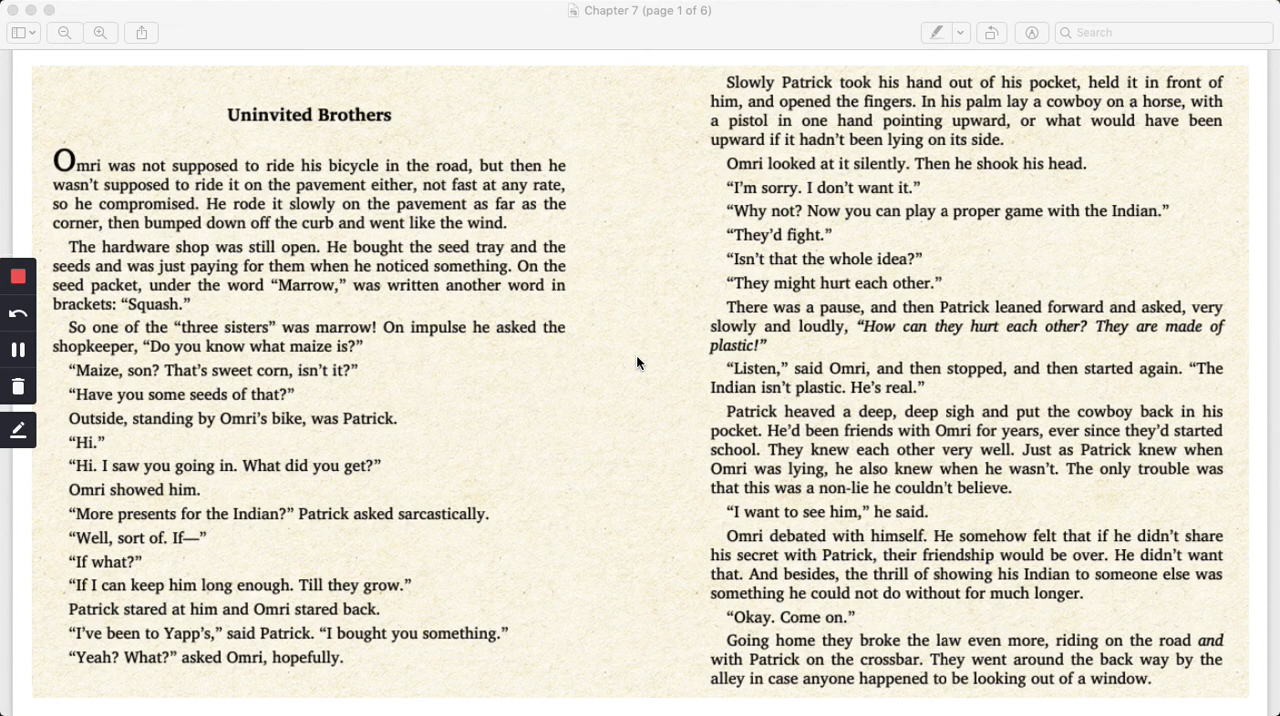 Chapter 7 (page 1 of 6)
Search
Uninvited Brothers
Omri was not supposed to ride his bicycle in the road, but then he
wasn’t supposed to ride it on the pavement either, not fast at any rate,
so he compromised. He rode it slowly on the pavement as far as the
corner, then bumped down off the curb and went like the wind.
The hardware shop was still open. He bought the seed tray and the
seeds and was just paying for them when he noticed something. On the
seed packet, under the word “Marrow,” was written another word in
brackets: “Squash.”
So one of the “three sisters” was marrow! On impulse he asked the
shopkeeper, “Do you know what maize is?”
“Maize, son? That’s sweet corn, isn’t it?”
“Have you some seeds of that?”
Outside, standing by Omri’s bike, was Patrick.
“Hi.”
“Hi. I saw you going in. What did you get?”
Omri showed him.
“More presents for the Indian?” Patrick asked sarcastically.
“Well, sort of. If—”
“If what?”
“If I can keep him long enough. Till they grow.”
Patrick stared at him and Omri stared back.
“I’ve been to Yapp’s,” said Patrick. “I bought you something.”
“Yeah? What?” asked Omri, hopefully.
Slowly Patrick took his hand out of his pocket, held it in front of
him, and opened the fingers. In his palm lay a cowboy on a horse, with
a pistol in one hand pointing upward, or what would have been
upward if it hadn’t been lying on its side.
Omri looked at it silently. Then he shook his head.
“I’m sorry. I don’t want it.”
“Why not? Now you can play a proper game with the Indian.”
“They’d fight.”
“Isn’t that the whole idea?”
“They might hurt each other.”
There was a pause, and then Patrick leaned forward and asked, very
slowly and loudly, “How can they hurt each other? They are made of
plastic!”
“Listen,” said Omri, and then stopped, and then started again. “The
Indian isn’t plastic. He’s real.”
Patrick heaved a deep, deep sigh and put the cowboy back in his
pocket. He’d been friends with Omri for years, ever since they’d started
school. They knew each other very well. Just as Patrick knew when
Omri was lying, he also knew when he wasn’t. The only trouble was
that this was a non-lie he couldn’t believe.
“I want to see him,” he said.
Omri debated with himself. He somehow felt that if he didn’t share
his secret with Patrick, their friendship would be over. He didn’t want
that. And besides, the thrill of showing his Indian to someone else was
something he could not do without for much longer.
“Okay. Come on.”
Going home they broke the law even more, riding on the road and
with Patrick on the crossbar. They went around the back way by the
alley in case anyone happened to be looking out of a window.